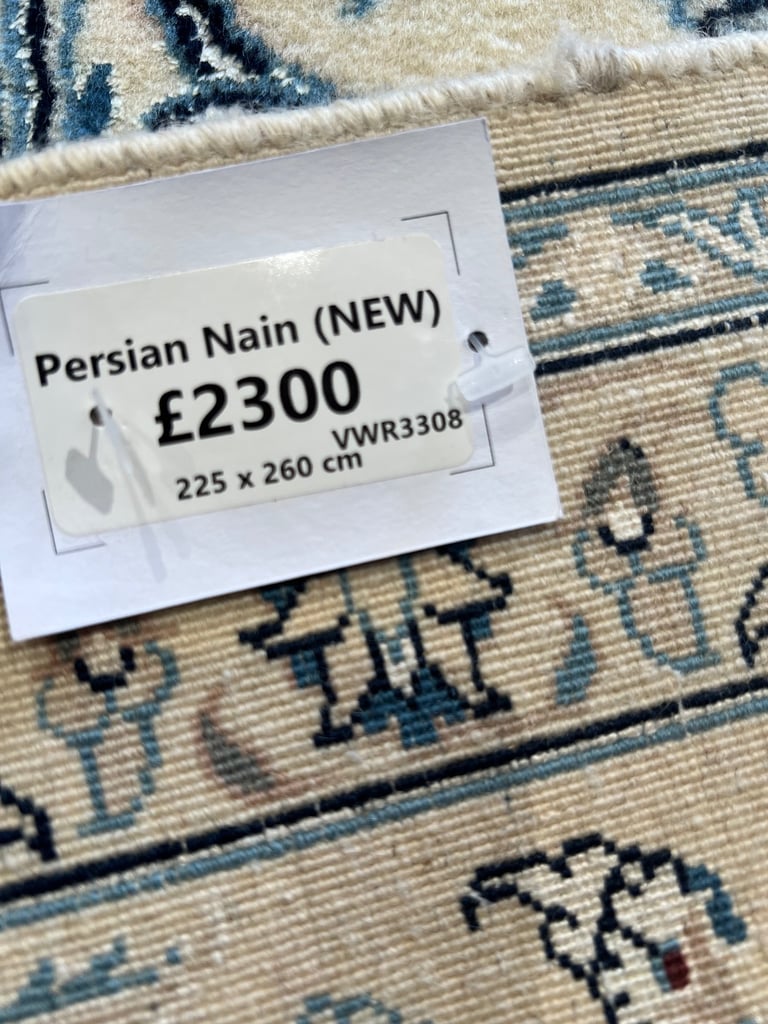 Persian Nain (NEW)
£2300
VWR3308
225 x 260 cm